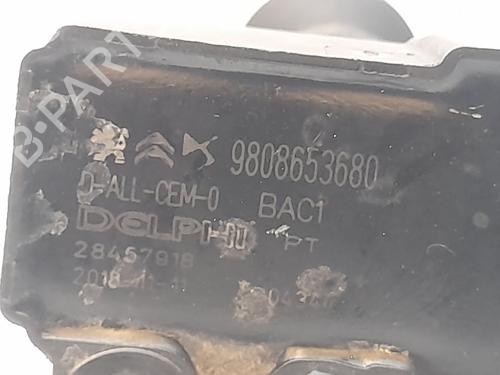 B-PARTS
9808653680
D-ALL-CEM-0 BAC1
DELPHI PT
28457918